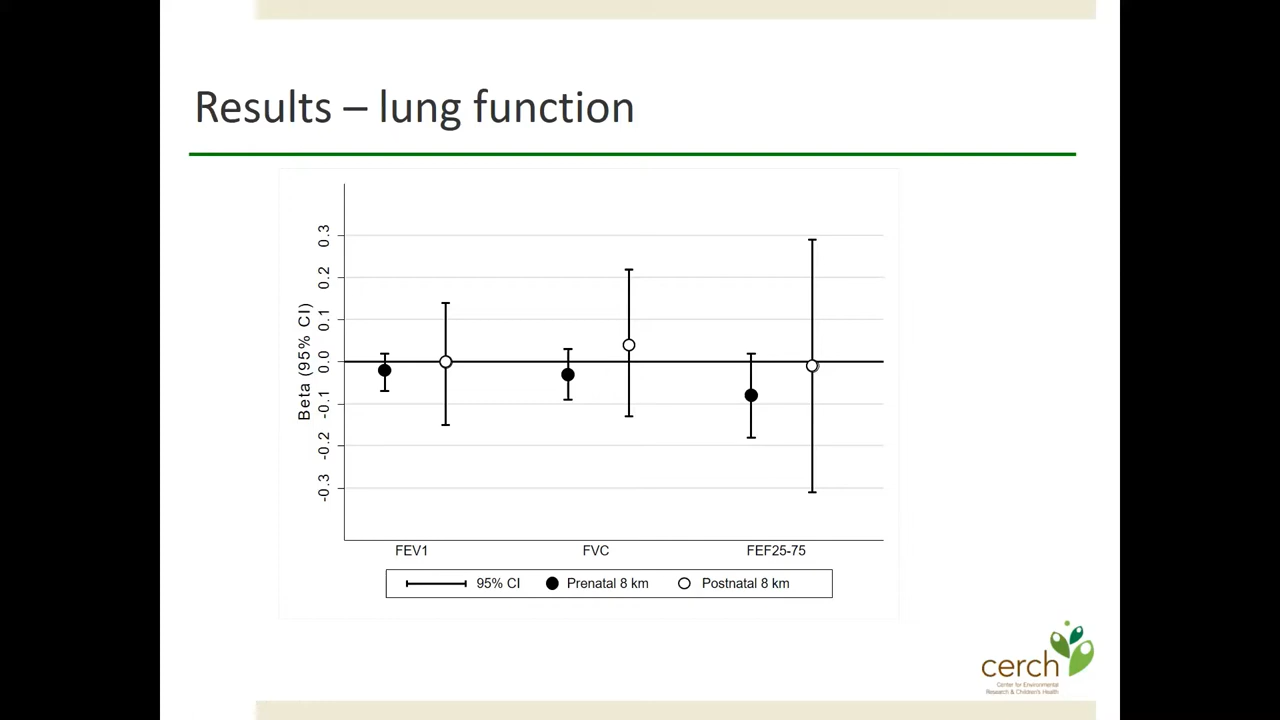 Results – lung function
Beta (95% CI)
0.3
0.2
0.1
0.0
-0.1
-0.2
-0.3
FEV1 FVC FEF25-75
95% CI Prenatal 8 km Postnatal 8 km
cerch
Center for Environmental
Research & Children's Health